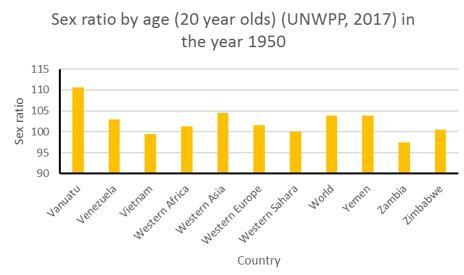 Sex ratio by age (20 year olds) (UNWPP, 2017) in
the year 1950
Sex ratio
115
110
105
100
95
90
Vanuatu
Venezuela
Vietnam
Western Africa
Western Asia
Western Europe
Western Sahara
World
Yemen
Zambia
Zimbabwe
Country